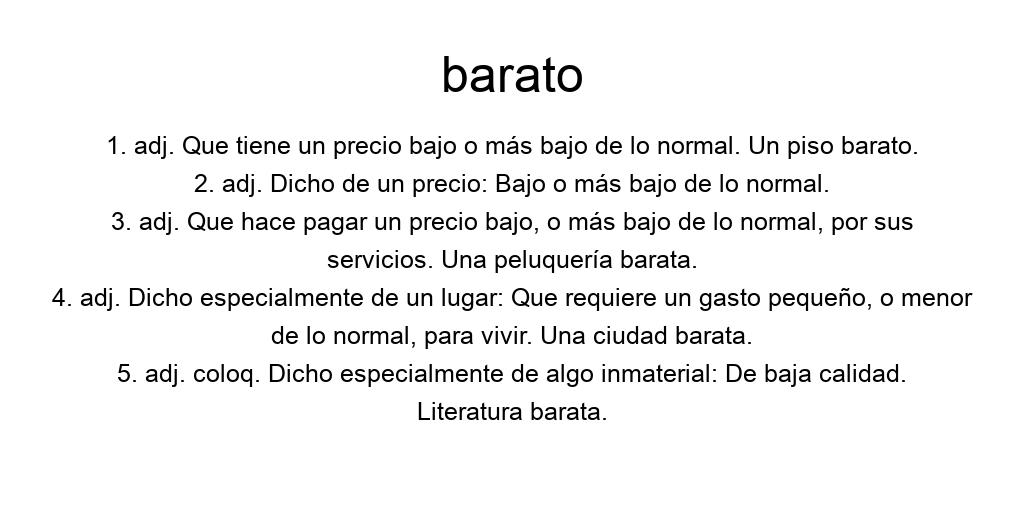 barato
1. adj. Que tiene un precio bajo o más bajo de lo normal. Un piso barato.
2. adj. Dicho de un precio: Bajo o más bajo de lo normal.
3. adj. Que hace pagar un precio bajo, o más bajo de lo normal, por sus
servicios. Una peluquería barata.
4. adj. Dicho especialmente de un lugar: Que requiere un gasto pequeño, o menor
de lo normal, para vivir. Una ciudad barata.
5. adj. coloq. Dicho especialmente de algo inmaterial: De baja calidad.
Literatura barata.